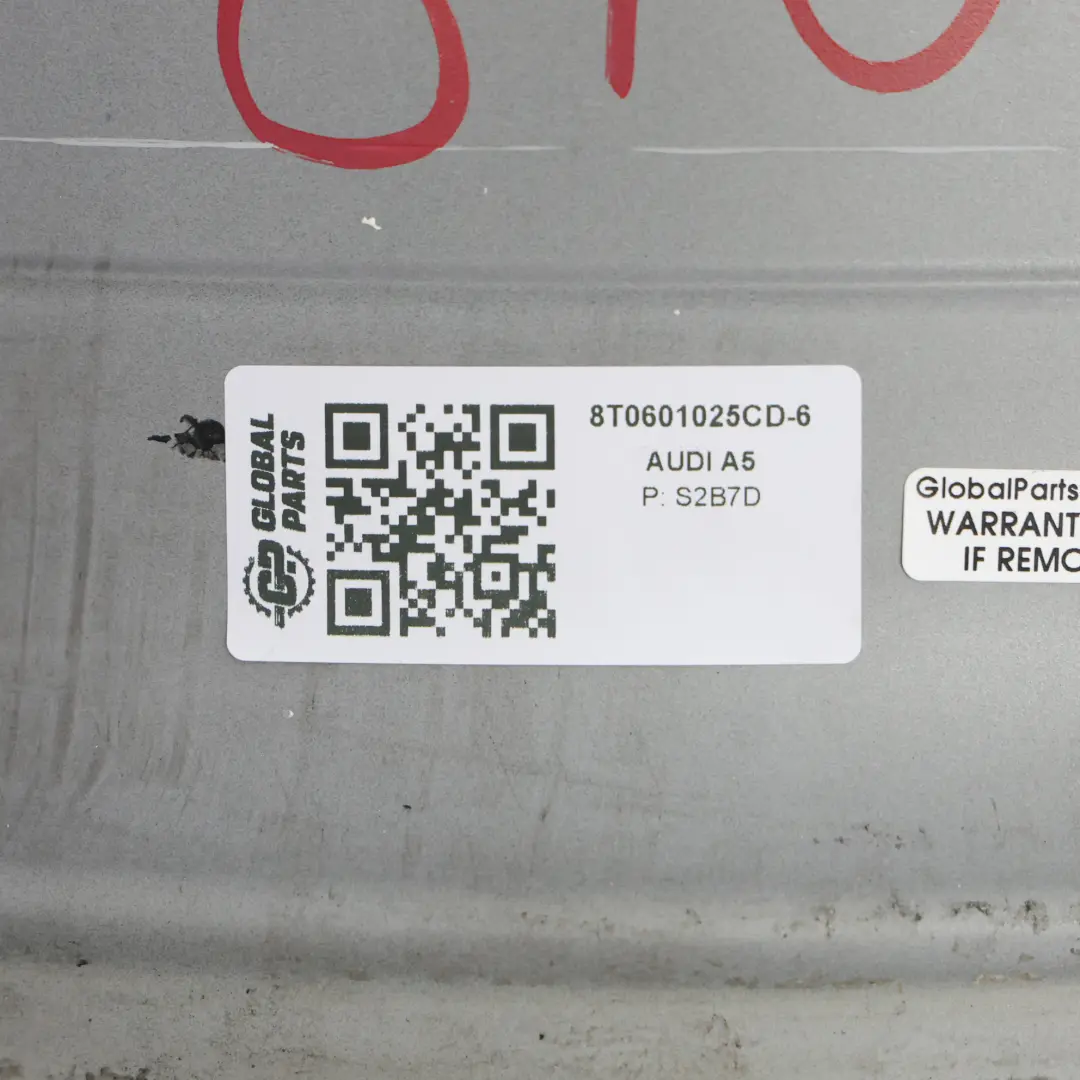 GLOBAL
PARTS
8T0601025CD-6
AUDI A5
P: S2B7D
GlobalParts
WARRANT
IF REMO